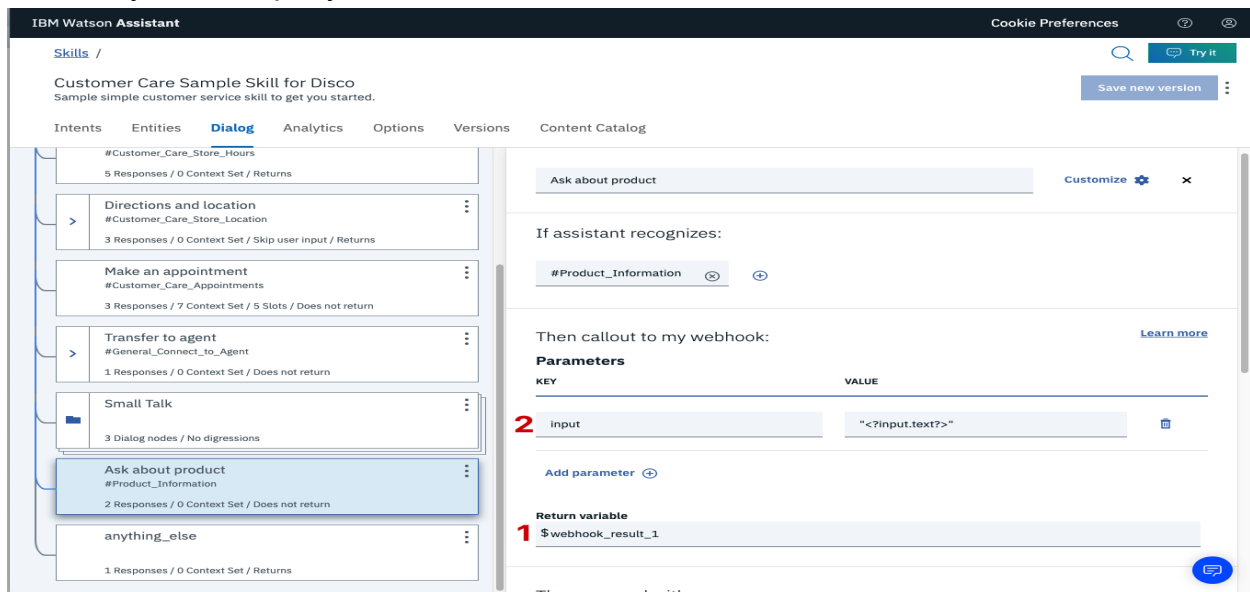 IBM Watson Assistant
Cookie Preferences
Skills /
Try it
Customer Care Sample Skill for Disco
Sample simple customer service skill to get you started.
Save new version
Intents Entities Dialog Analytics Options Versions Content Catalog
#Customer_Care_Store_Hours
5 Responses / 0 Context Set / Returns
Directions and location
#Customer_Care_Store_Location
3 Responses / 0 Context Set / Skip user input / Returns
Make an appointment
#Customer_Care_Appointments
3 Responses / 7 Context Set / 5 Slots / Does not return
Transfer to agent
#General_Connect_to_Agent
1 Responses / 0 Context Set / Does not return
Small Talk
3 Dialog nodes / No digressions
Ask about product
#Product_Information
2 Responses / 0 Context Set / Does not return
anything_else
1 Responses / 0 Context Set / Returns
Ask about product
Customize
If assistant recognizes:
#Product_Information
Then callout to my webhook:
Learn more
Parameters
KEY VALUE
2 input "<?input.text?>"
Add parameter
Return variable
1 $webhook_result_1